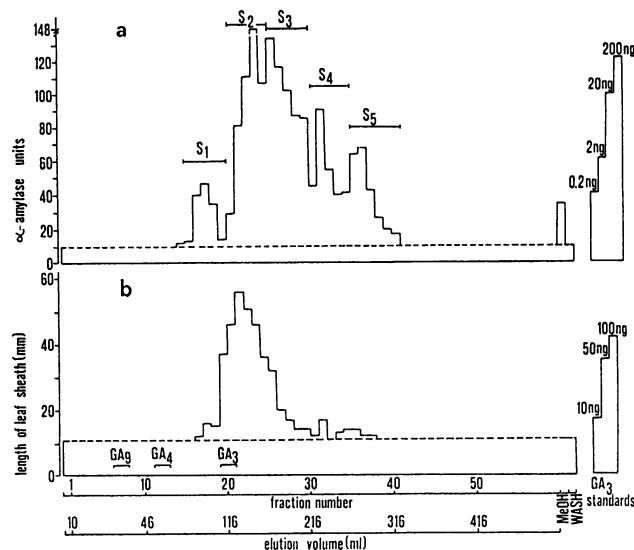 a
148
120
100
80
60
40
20
0
α-amylase units
S1
S2
S3
S4
S5
0.2ng
2ng
20ng
200ng
b
60
40
20
0
length of leaf sheath(mm)
GA9
GA4
GA3
10ng
50ng
100ng
GA3
standards
1
10
20
30
40
50
fraction number
MeOH
WASH
10
46
116
216
316
416
elution volume(ml)